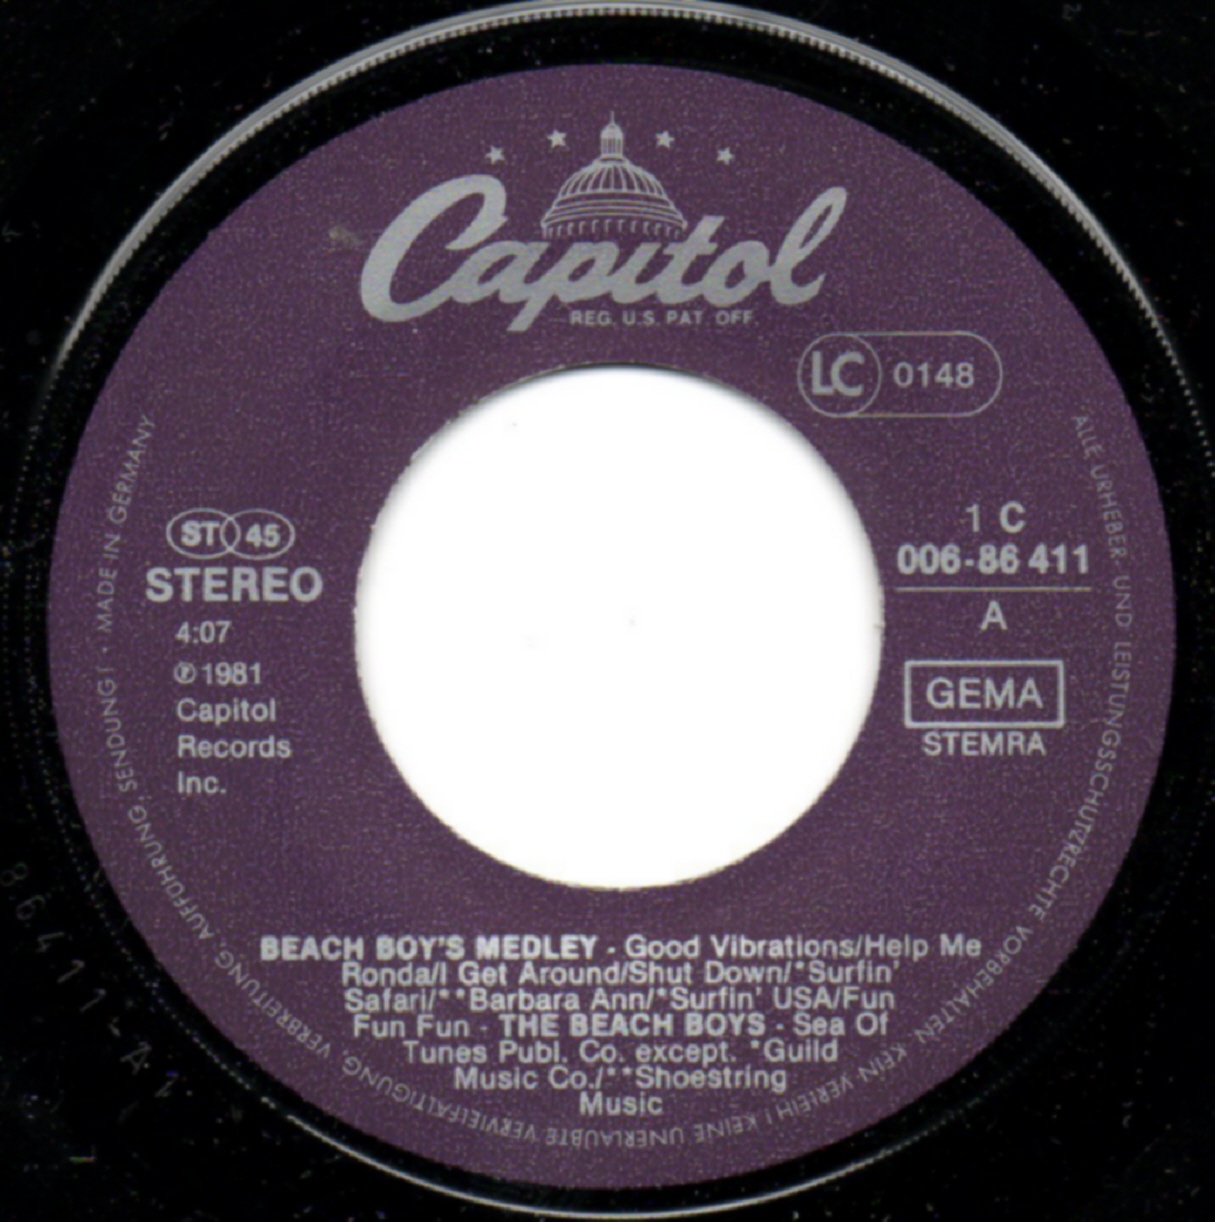 Capitol
REG. U.S. PAT. OFF.
LC 0148
ST 45
STEREO
4:07
℗ 1981
Capitol
Records
Inc.
1 C
006-86 411
A
GEMA
STEMRA
BEACH BOY'S MEDLEY - Good Vibrations/Help Me
Ronda/I Get Around/Shut Down/*Surfin'
Safari/**Barbara Ann/*Surfin' USA/Fun
Fun Fun - THE BEACH BOYS - Sea Of
Tunes Publ. Co. except. *Guild
Music Co./**Shoestring
Music
ALLE URHEBER- UND LEISTUNGSSCHUTZRECHTE VORBEHALTEN. KEIN VERLEIH! KEINE UNERLAUBTE VERVIELFÄLTIGUNG, VERBREITUNG, AUFFÜHRUNG, SENDUNG! • MADE IN GERMANY
86411-A1